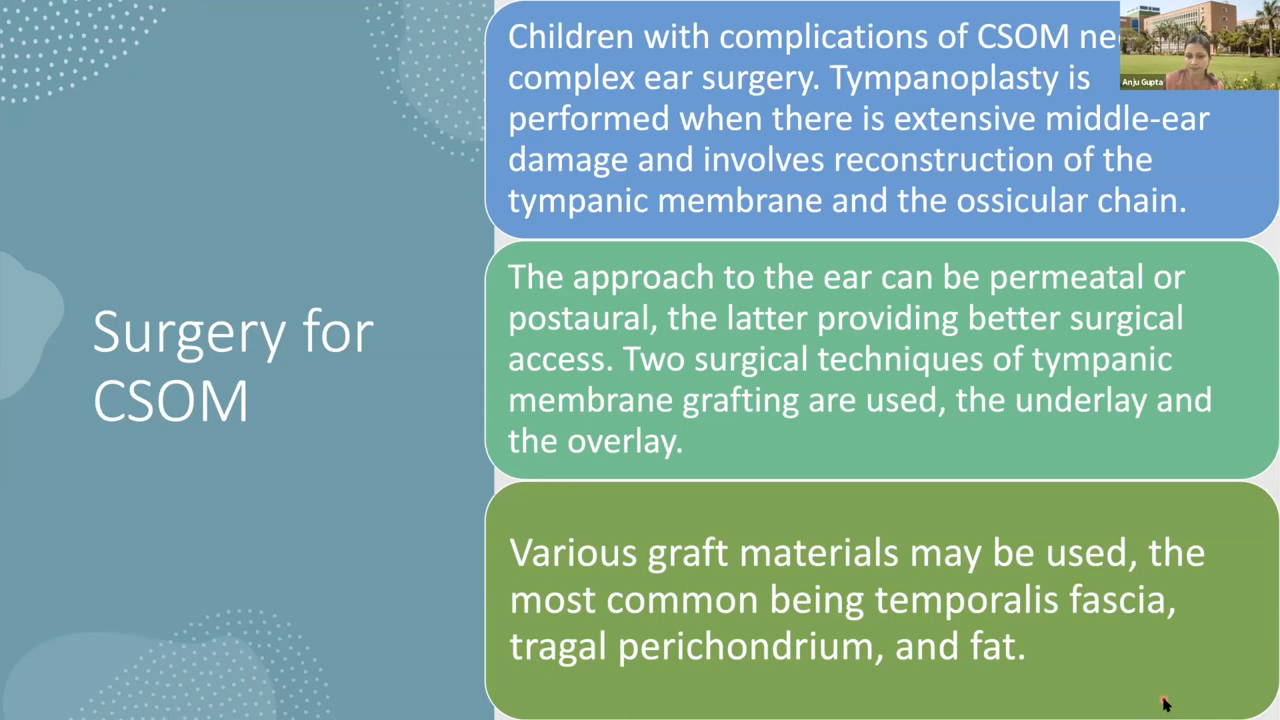 Surgery for
CSOM
Children with complications of CSOM
complex ear surgery. Tympanoplasty is
performed when there is extensive middle-ear
damage and involves reconstruction of the
tympanic membrane and the ossicular chain.
The approach to the ear can be permeatal or
postaural, the latter providing better surgical
access. Two surgical techniques of tympanic
membrane grafting are used, the underlay and
the overlay.
Various graft materials may be used, the
most common being temporalis fascia,
tragal perichondrium, and fat.
Anju Gupta